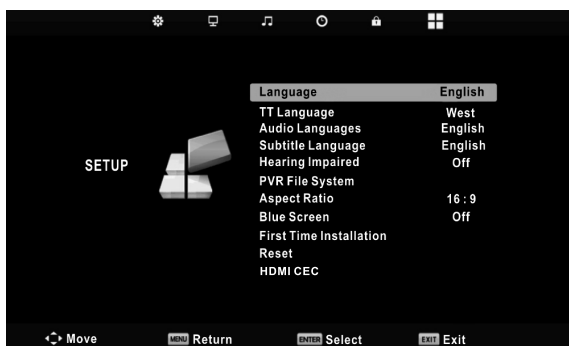 Language English
TT Language West
Audio Languages English
Subtitle Language English
SETUP
Hearing Impaired Off
PVR File System
Aspect Ratio 16 : 9
Blue Screen Off
First Time Installation
Reset
HDMI CEC
Move MENU Return ENTER Select EXIT Exit